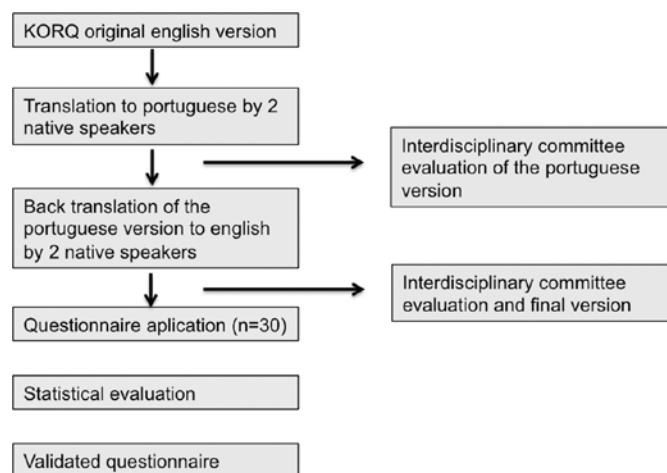 KORQ original english version
Translation to portuguese by 2
native speakers
Interdisciplinary committee
evaluation of the portuguese
version
Back translation of the
portuguese version to english
by 2 native speakers
Interdisciplinary committee
evaluation and final version
Questionnaire aplication (n=30)
Statistical evaluation
Validated questionnaire